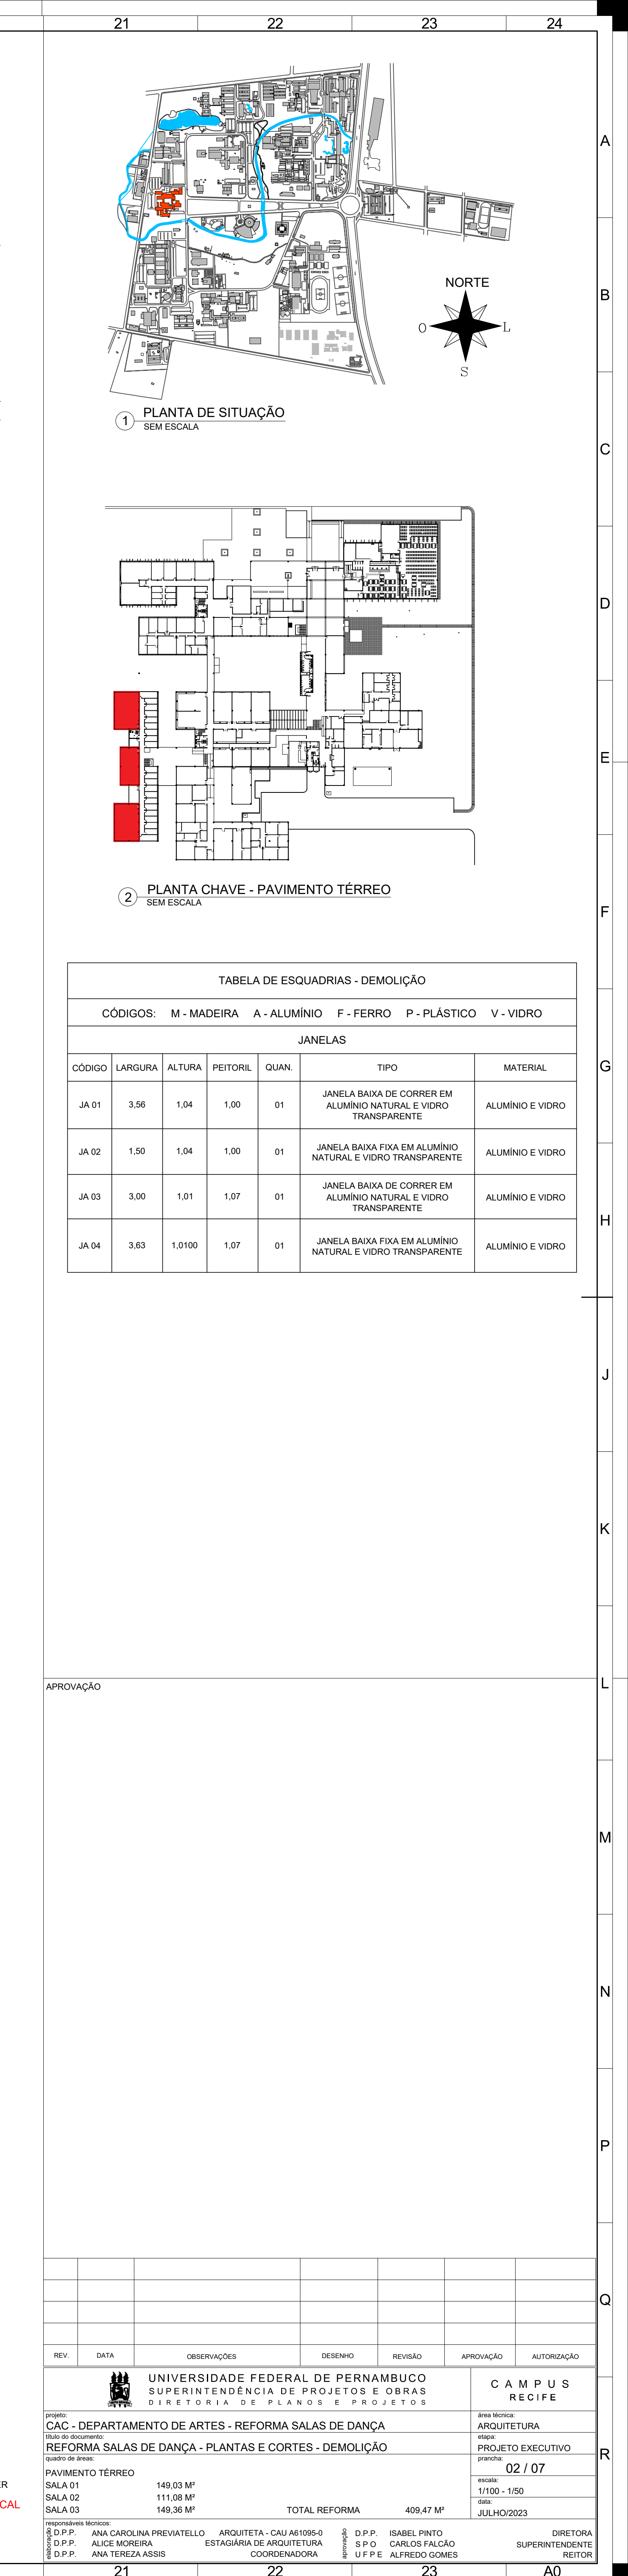 21 22 23 24
A
B
NORTE
O L
S
1 PLANTA DE SITUAÇÃO
SEM ESCALA
C
D
E
2 PLANTA CHAVE - PAVIMENTO TÉRREO
SEM ESCALA
F
TABELA DE ESQUADRIAS - DEMOLIÇÃO
CÓDIGOS: M - MADEIRA A - ALUMÍNIO F - FERRO P - PLÁSTICO V - VIDRO
JANELAS
G
CÓDIGO LARGURA ALTURA PEITORIL QUAN. TIPO MATERIAL
JA 01 3,56 1,04 1,00 01 JANELA BAIXA DE CORRER EM
ALUMÍNIO NATURAL E VIDRO
TRANSPARENTE ALUMÍNIO E VIDRO
JA 02 1,50 1,04 1,00 01 JANELA BAIXA FIXA EM ALUMÍNIO
NATURAL E VIDRO TRANSPARENTE ALUMÍNIO E VIDRO
JA 03 3,00 1,01 1,07 01 JANELA BAIXA DE CORRER EM
ALUMÍNIO NATURAL E VIDRO
TRANSPARENTE ALUMÍNIO E VIDRO
H
JA 04 3,63 1,0100 1,07 01 JANELA BAIXA FIXA EM ALUMÍNIO
NATURAL E VIDRO TRANSPARENTE ALUMÍNIO E VIDRO
J
K
L
APROVAÇÃO
M
N
P
Q
REV. DATA OBSERVAÇÕES DESENHO REVISÃO APROVAÇÃO AUTORIZAÇÃO
UNIVERSIDADE FEDERAL DE PERNAMBUCO
SUPERINTENDÊNCIA DE PROJETOS E OBRAS
DIRETORIA DE PLANOS E PROJETOS
CAMPUS
RECIFE
projeto:
CAC - DEPARTAMENTO DE ARTES - REFORMA SALAS DE DANÇA
área técnica:
ARQUITETURA
título do documento:
REFORMA SALAS DE DANÇA - PLANTAS E CORTES - DEMOLIÇÃO
etapa:
PROJETO EXECUTIVO
R
quadro de áreas:
prancha:
02 / 07
PAVIMENTO TÉRREO
escala:
1/100 - 1/50
SALA 01 149,03 M²
SALA 02 111,08 M²
SALA 03 149,36 M² TOTAL REFORMA 409,47 M²
data:
JULHO/2023
ER
CAL
responsáveis técnicos:
elaboração
D.P.P. ANA CAROLINA PREVIATELLO ARQUITETA - CAU A61095-0
D.P.P. ALICE MOREIRA ESTAGIÁRIA DE ARQUITETURA
D.P.P. ANA TEREZA ASSIS COORDENADORA
aprovação
D.P.P. ISABEL PINTO DIRETORA
S P O CARLOS FALCÃO SUPERINTENDENTE
U F P E ALFREDO GOMES REITOR
21 22 23 A0